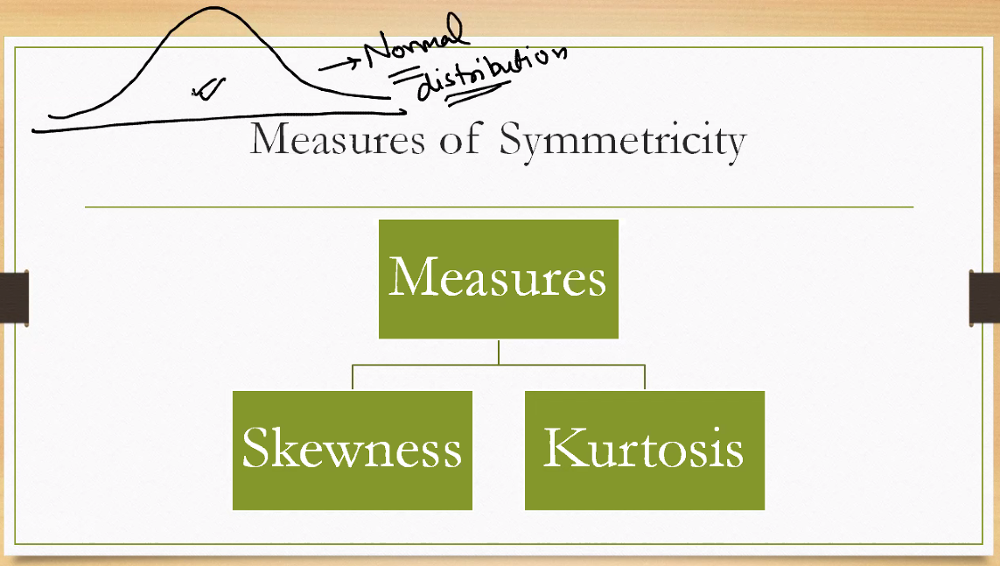 → Normal
distribution
Measures of Symmetricity
Measures
Skewness
Kurtosis